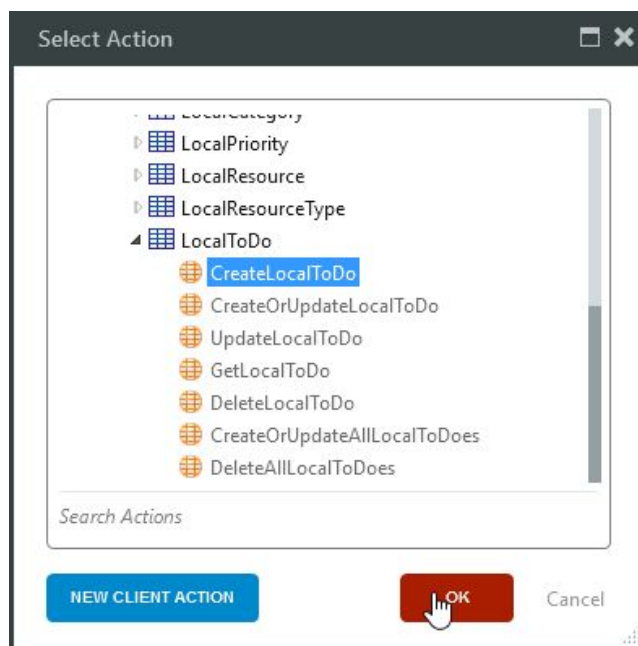 Select Action
LocalCategory
LocalPriority
LocalResource
LocalResourceType
LocalToDo
CreateLocalToDo
CreateOrUpdateLocalToDo
UpdateLocalToDo
GetLocalToDo
DeleteLocalToDo
CreateOrUpdateAllLocalToDoes
DeleteAllLocalToDoes
Search Actions
NEW CLIENT ACTION
OK
Cancel